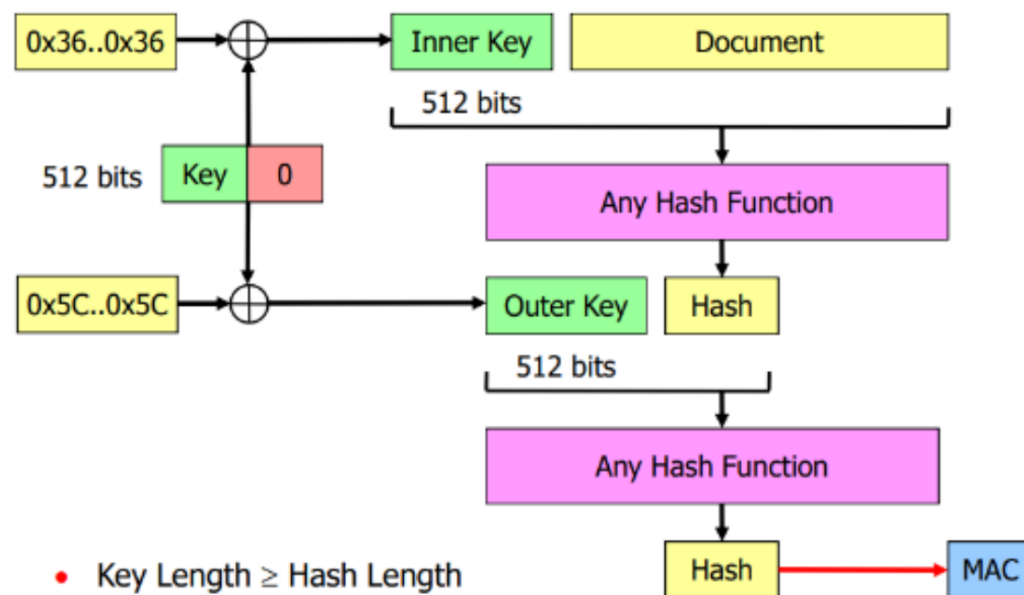 0x36..0x36
Inner Key
Document
512 bits
512 bits
Key
0
Any Hash Function
0x5C..0x5C
Outer Key
Hash
512 bits
Any Hash Function
• Key Length ≥ Hash Length
Hash
MAC